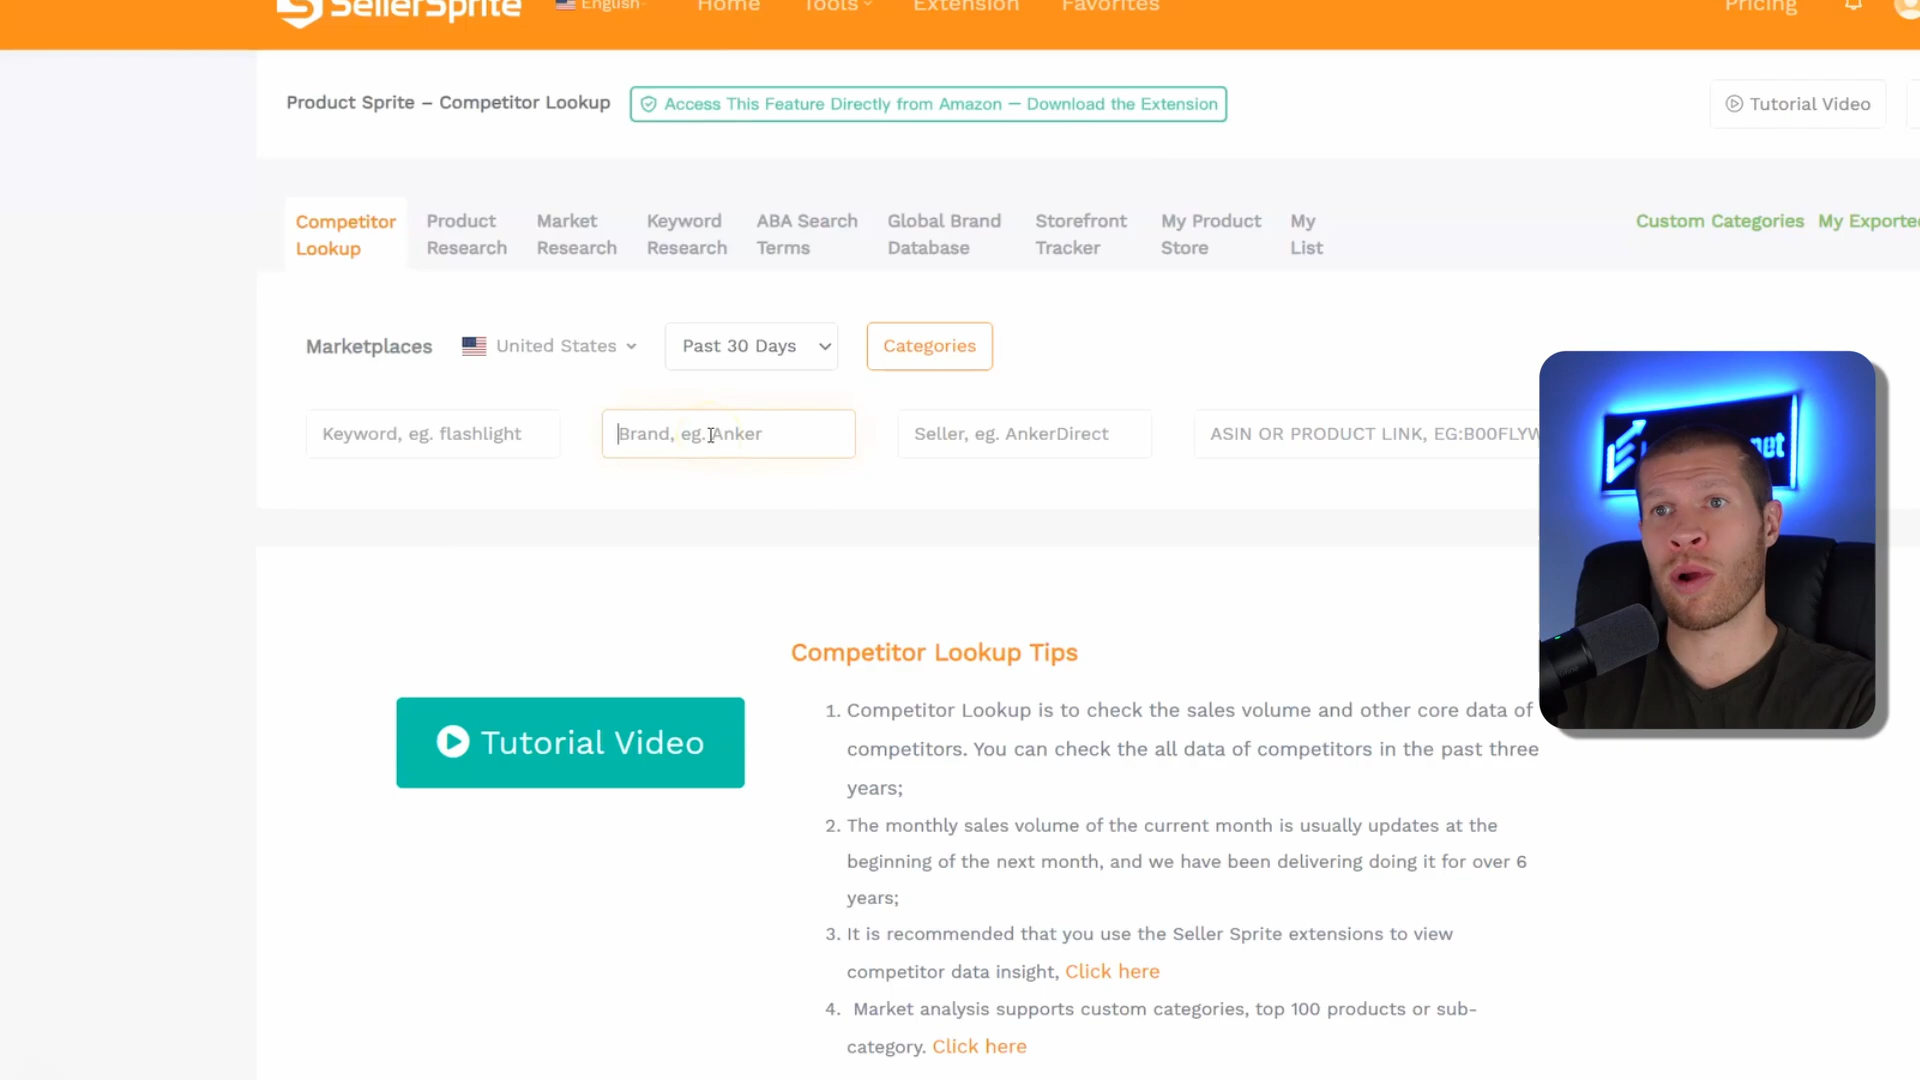 SellerSprite English Home Tools Extension Favorites Pricing
Product Sprite – Competitor Lookup Access This Feature Directly from Amazon — Download the Extension Tutorial Video
Competitor Lookup
Product Research
Market Research
Keyword Research
ABA Search Terms
Global Brand Database
Storefront Tracker
My Product Store
My List
Custom Categories My Exported
Marketplaces United States Past 30 Days Categories
Keyword, eg. flashlight Brand, eg. Anker Seller, eg. AnkerDirect ASIN OR PRODUCT LINK, EG:B00FLYW
Competitor Lookup Tips
Tutorial Video
1. Competitor Lookup is to check the sales volume and other core data of
competitors. You can check the all data of competitors in the past three
years;
2. The monthly sales volume of the current month is usually updates at the
beginning of the next month, and we have been delivering doing it for over 6
years;
3. It is recommended that you use the Seller Sprite extensions to view
competitor data insight, Click here
4. Market analysis supports custom categories, top 100 products or sub-
category. Click here